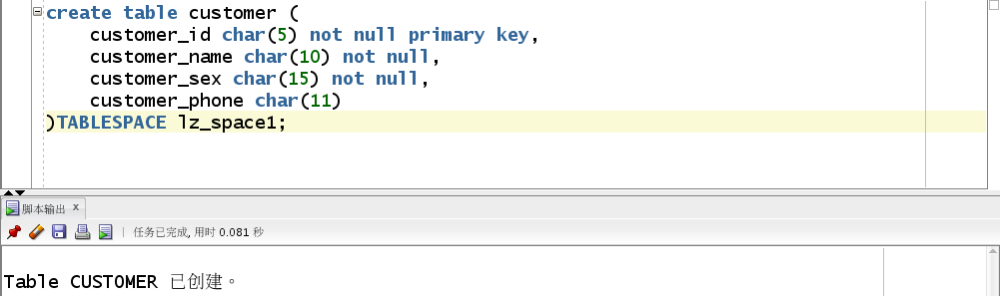 create table customer (
    customer_id char(5) not null primary key,
    customer_name char(10) not null,
    customer_sex char(15) not null,
    customer_phone char(11)
)TABLESPACE lz_space1;
脚本输出 x
任务已完成, 用时 0.081 秒
Table CUSTOMER 已创建。